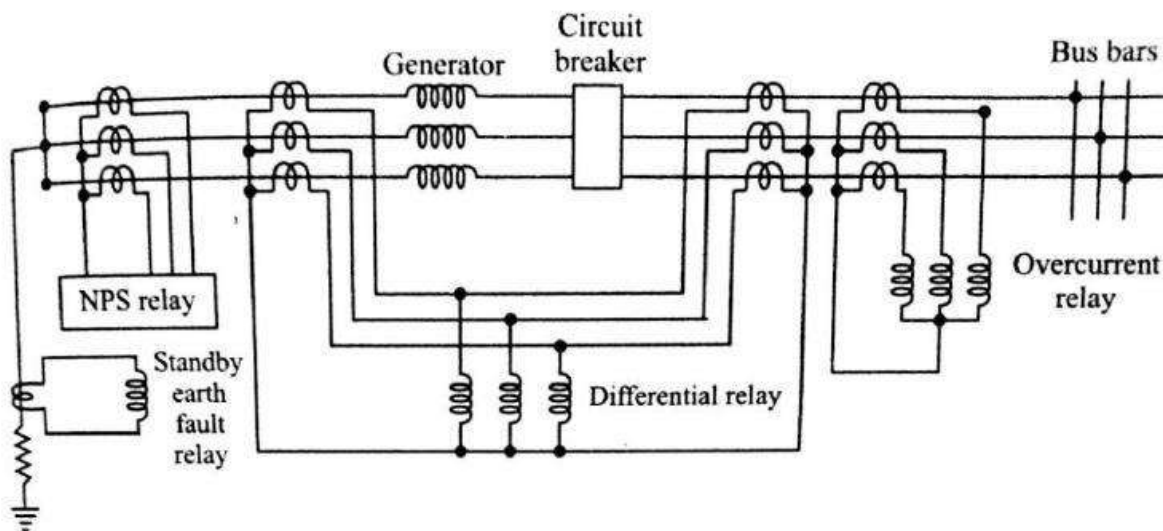 Circuit
breaker
Generator
Bus bars
NPS relay
Overcurrent
relay
Standby
earth
fault
relay
Differential relay